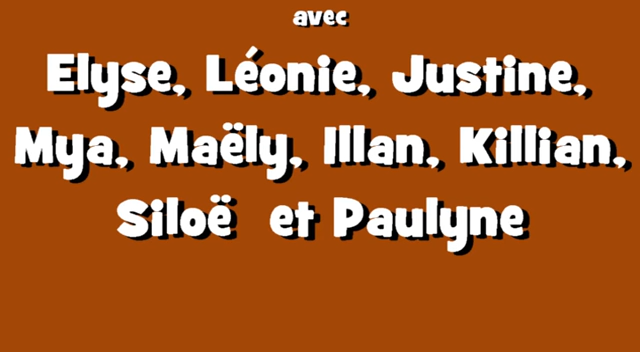 avec
Elyse, Léonie, Justine,
Mya, Maëly, Illan, Killian,
Siloë et Paulyne